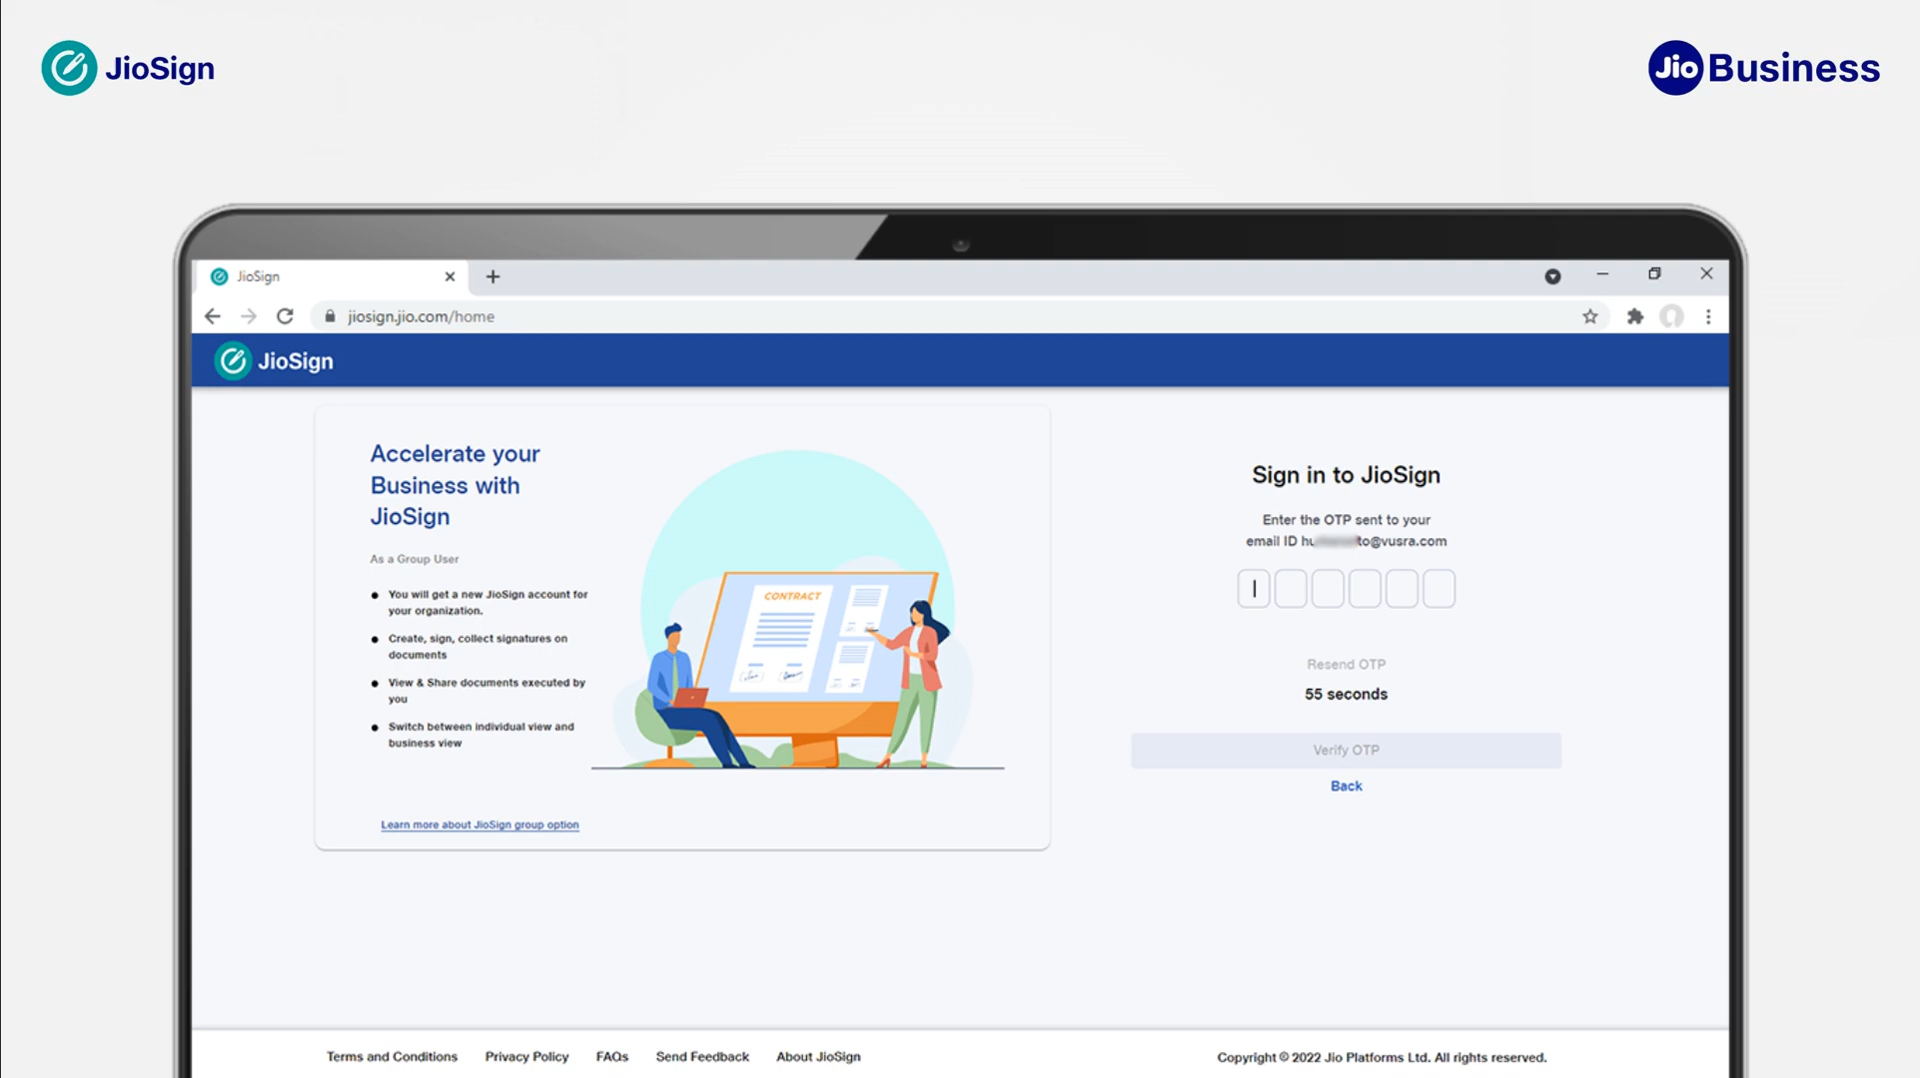 JioSign
Jio Business
JioSign
jiosign.jio.com/home
JioSign
Accelerate your
Business with
JioSign
As a Group User
• You will get a new JioSign account for
your organization.
• Create, sign, collect signatures on
documents
• View & Share documents executed by
you
• Switch between individual view and
business view
Learn more about JioSign group option
CONTRACT
Sign in to JioSign
Enter the OTP sent to your
email ID hu to@vusra.com
Resend OTP
55 seconds
Verify OTP
Back
Terms and Conditions Privacy Policy FAQs Send Feedback About JioSign
Copyright © 2022 Jio Platforms Ltd. All rights reserved.